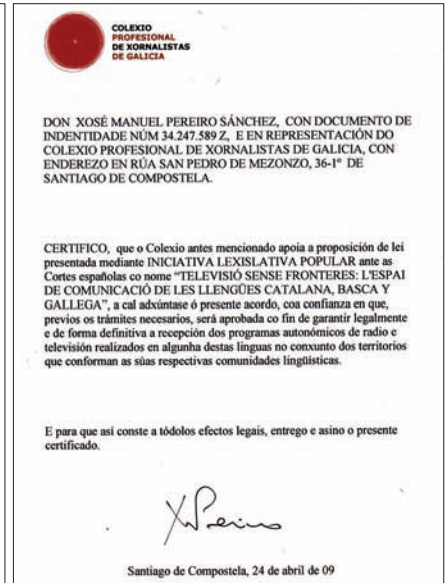 COLEXIO
PROFESIONAL
DE XORNALISTAS
DE GALICIA
DON XOSÉ MANUEL PEREIRO SÁNCHEZ, CON DOCUMENTO DE
INDENTIDADE NÚM 34.247.589 Z, E EN REPRESENTACIÓN DO
COLEXIO PROFESIONAL DE XORNALISTAS DE GALICIA, CON
ENDEREZO EN RÚA SAN PEDRO DE MEZONZO, 36-1º DE
SANTIAGO DE COMPOSTELA.
CERTIFICO, que o Colexio antes mencionado apoia a proposición de lei
presentada mediante INICIATIVA LEXISLATIVA POPULAR ante as
Cortes españolas co nome “TELEVISIÓ SENSE FRONTERES: L'ESPAI
DE COMUNICACIÓ DE LES LLENGÜES CATALANA, BASCA Y
GALLEGA”, a cal adxúntase ó presente acordo, coa confianza en que,
previos os trámites necesarios, será aprobada co fin de garantir legalmente
e de forma definitiva a recepción dos programas autonómicos de radio e
televisión realizados en algunha destas linguas no conxunto dos territorios
que conforman as súas respectivas comunidades lingüísticas.
E para que así conste a tódolos efectos legais, entrego e asino o presente
certificado.
Santiago de Compostela, 24 de abril de 09